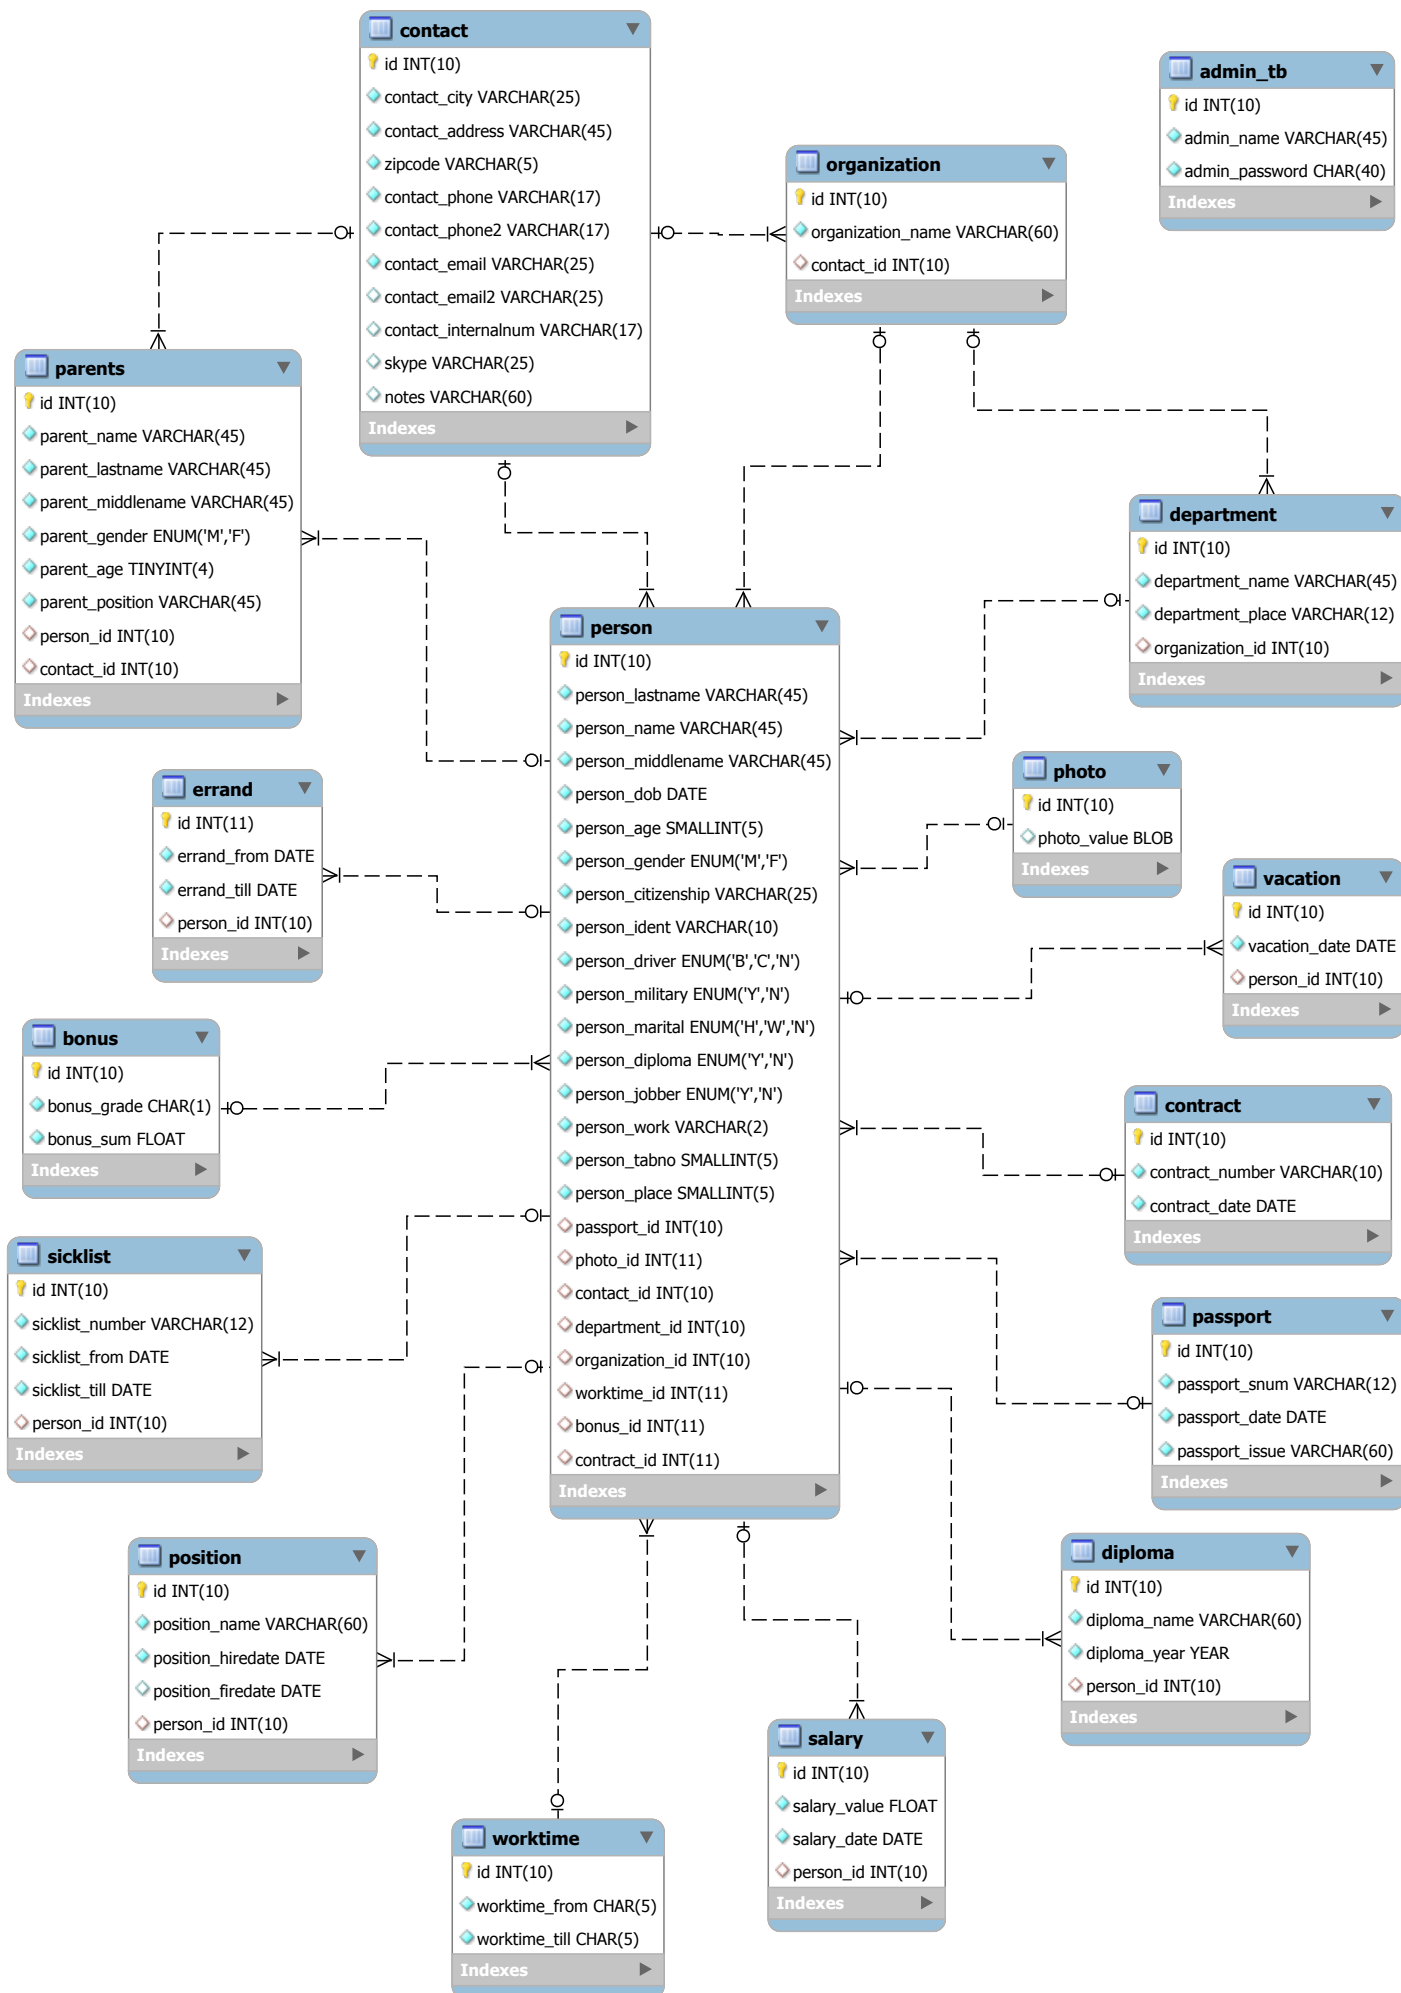 contact
id INT(10)
contact_city VARCHAR(25)
contact_address VARCHAR(45)
zipcode VARCHAR(5)
contact_phone VARCHAR(17)
contact_phone2 VARCHAR(17)
contact_email VARCHAR(25)
contact_email2 VARCHAR(25)
contact_internalnum VARCHAR(17)
skype VARCHAR(25)
notes VARCHAR(60)
Indexes
admin_tb
id INT(10)
admin_name VARCHAR(45)
admin_password CHAR(40)
Indexes
organization
id INT(10)
organization_name VARCHAR(60)
contact_id INT(10)
Indexes
parents
id INT(10)
parent_name VARCHAR(45)
parent_lastname VARCHAR(45)
parent_middlename VARCHAR(45)
parent_gender ENUM('M','F')
parent_age TINYINT(4)
parent_position VARCHAR(45)
person_id INT(10)
contact_id INT(10)
Indexes
department
id INT(10)
department_name VARCHAR(45)
department_place VARCHAR(12)
organization_id INT(10)
Indexes
person
id INT(10)
person_lastname VARCHAR(45)
person_name VARCHAR(45)
person_middlename VARCHAR(45)
person_dob DATE
person_age SMALLINT(5)
person_gender ENUM('M','F')
person_citizenship VARCHAR(25)
person_ident VARCHAR(10)
person_driver ENUM('B','C','N')
person_military ENUM('Y','N')
person_marital ENUM('H','W','N')
person_diploma ENUM('Y','N')
person_jobber ENUM('Y','N')
person_work VARCHAR(2)
person_tabno SMALLINT(5)
person_place SMALLINT(5)
passport_id INT(10)
photo_id INT(11)
contact_id INT(10)
department_id INT(10)
organization_id INT(10)
worktime_id INT(11)
bonus_id INT(11)
contract_id INT(11)
Indexes
errand
id INT(11)
errand_from DATE
errand_till DATE
person_id INT(10)
Indexes
photo
id INT(10)
photo_value BLOB
Indexes
vacation
id INT(10)
vacation_date DATE
person_id INT(10)
Indexes
bonus
id INT(10)
bonus_grade CHAR(1)
bonus_sum FLOAT
Indexes
contract
id INT(10)
contract_number VARCHAR(10)
contract_date DATE
Indexes
sicklist
id INT(10)
sicklist_number VARCHAR(12)
sicklist_from DATE
sicklist_till DATE
person_id INT(10)
Indexes
passport
id INT(10)
passport_snum VARCHAR(12)
passport_date DATE
passport_issue VARCHAR(60)
Indexes
position
id INT(10)
position_name VARCHAR(60)
position_hiredate DATE
position_firedate DATE
person_id INT(10)
Indexes
diploma
id INT(10)
diploma_name VARCHAR(60)
diploma_year YEAR
person_id INT(10)
Indexes
salary
id INT(10)
salary_value FLOAT
salary_date DATE
person_id INT(10)
Indexes
worktime
id INT(10)
worktime_from CHAR(5)
worktime_till CHAR(5)
Indexes